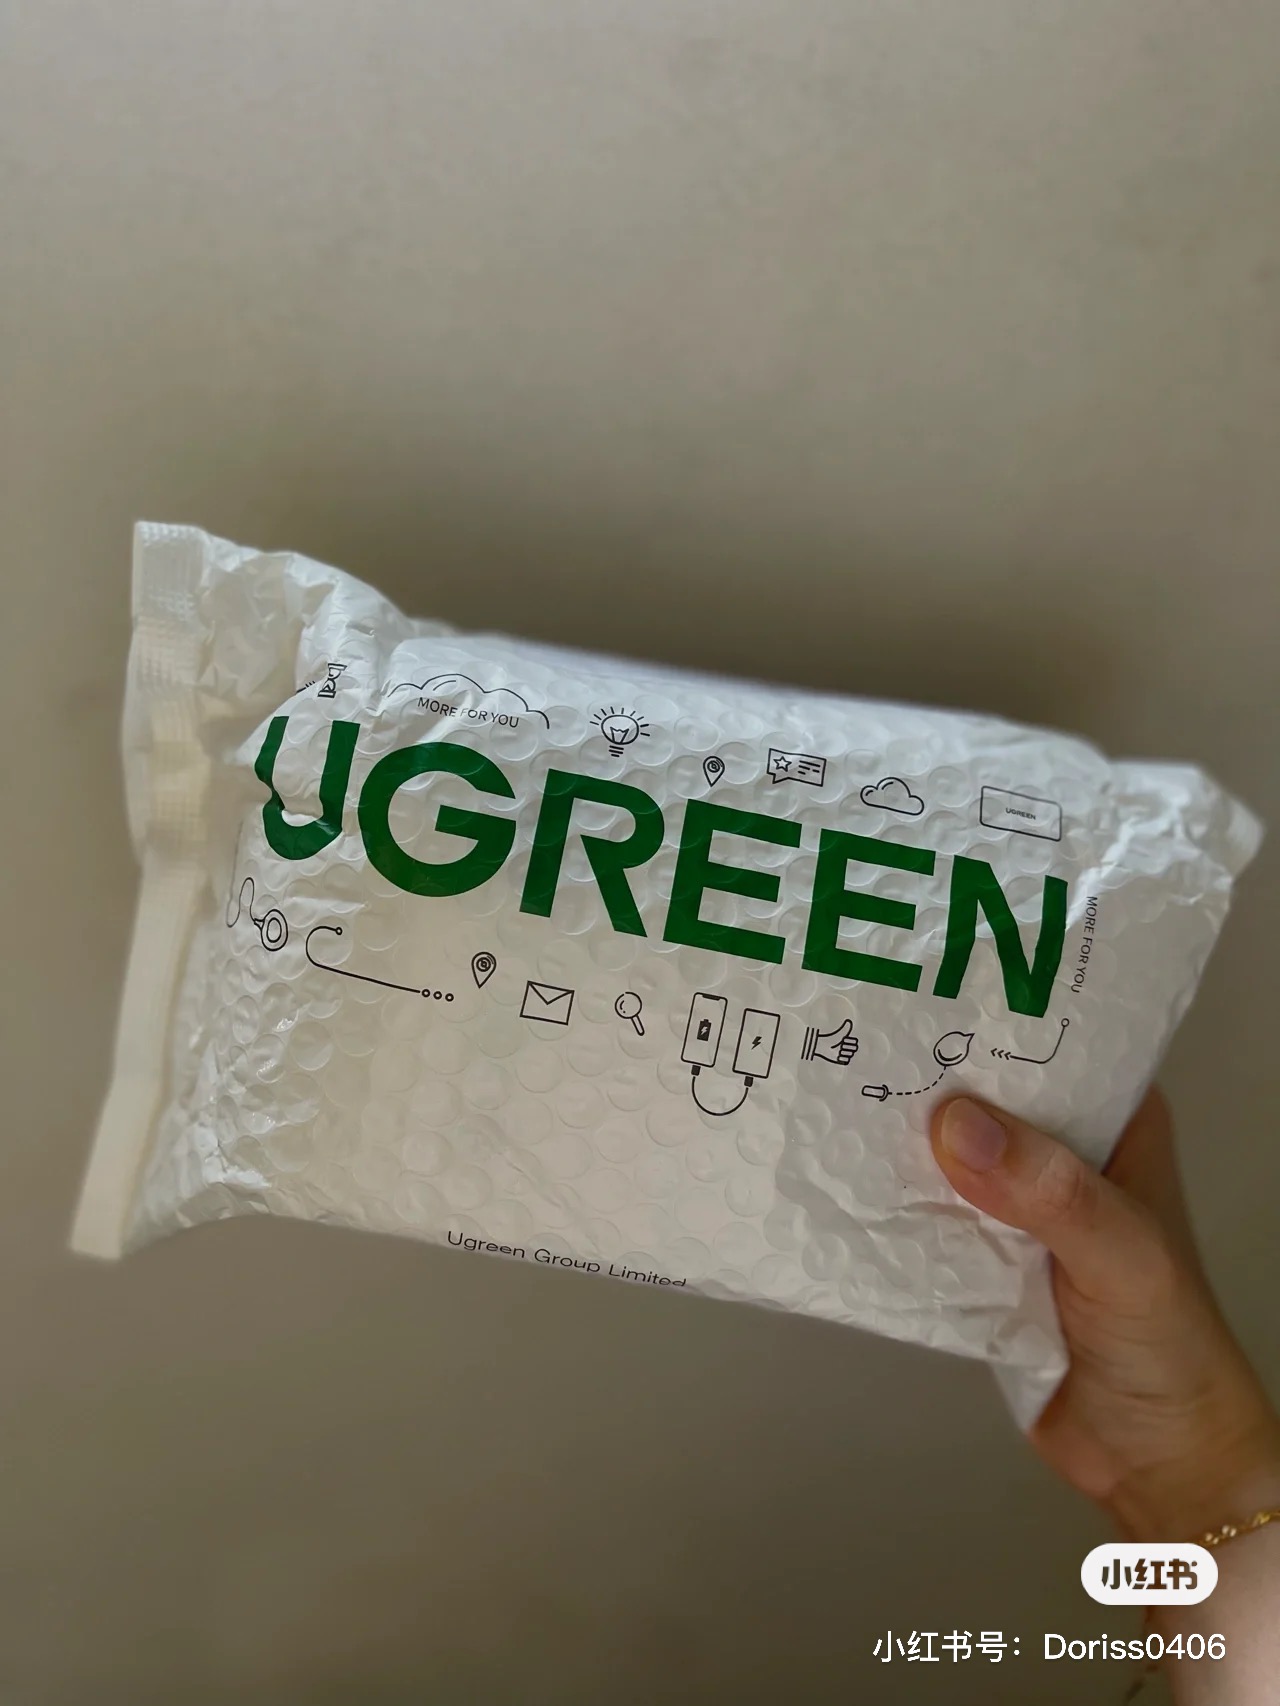 MORE FOR YOU
UGREEN
UGREEN
MORE FOR YOU
Ugreen Group Limited
小红书
小红书号：Doriss0406